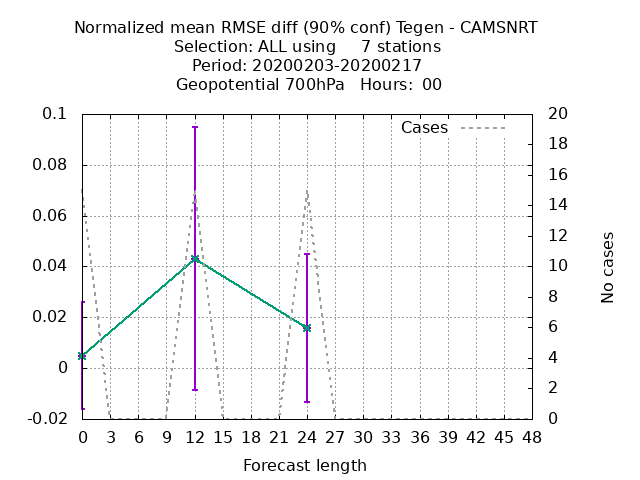 Normalized mean RMSE diff (90% conf) Tegen - CAMSNRT
Selection: ALL using     7 stations
Period: 20200203-20200217
Geopotential 700hPa   Hours:  00
Cases
0.1
0.08
0.06
0.04
0.02
0
-0.02
20
18
16
14
12
10
8
6
4
2
0
No cases
0 3 6 9 12 15 18 21 24 27 30 33 36 39 42 45 48
Forecast length